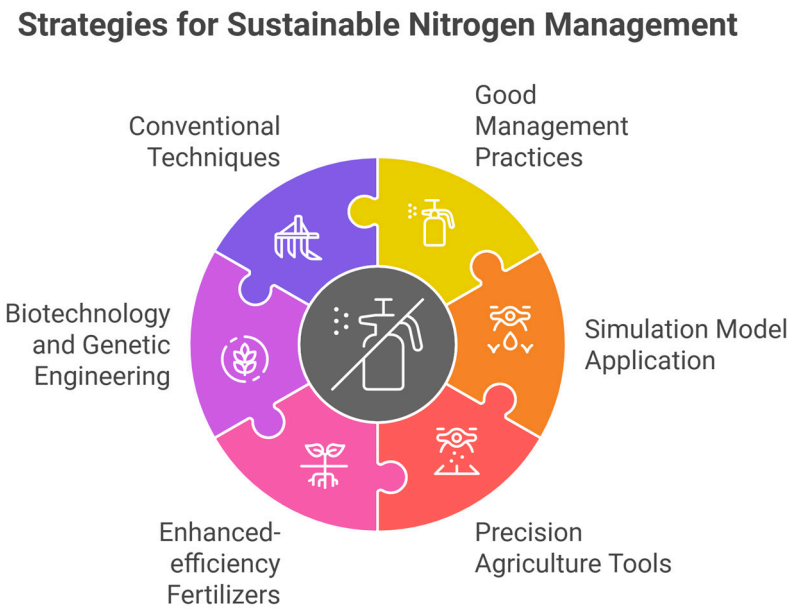 Strategies for Sustainable Nitrogen Management
Good
Management
Practices
Conventional
Techniques
Simulation Model
Application
Biotechnology
and Genetic
Engineering
Precision
Agriculture Tools
Enhanced-
efficiency
Fertilizers